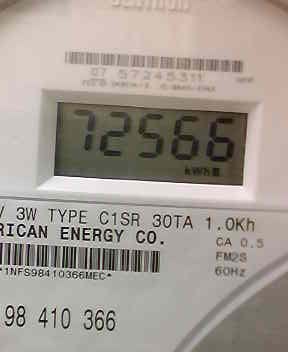 07 57245311
72566
kWh
V 3W TYPE C1SR 30TA 1.0Kh
RICAN ENERGY CO.
CA 0.5
FM2S
60Hz
*1NFS98410366MEC*
98 410 366